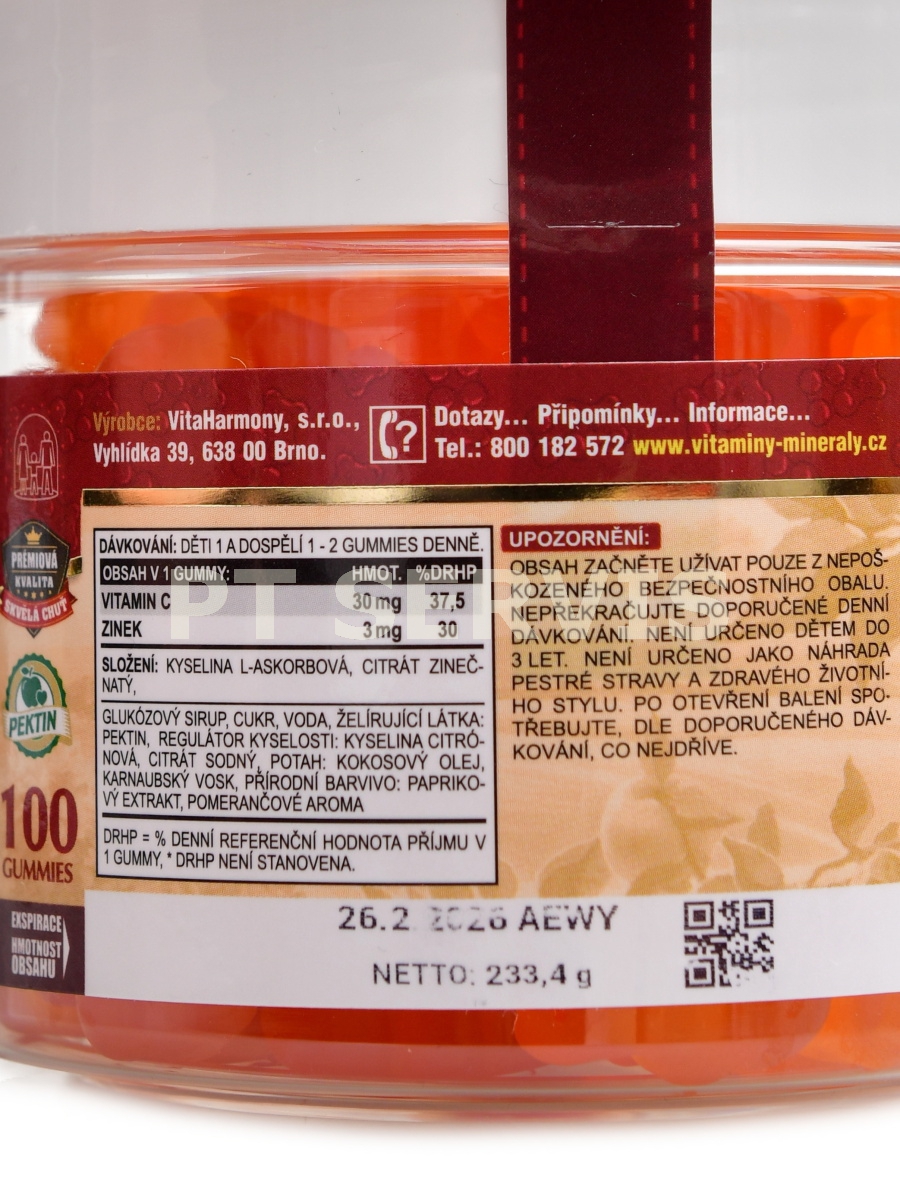 Výrobce: VitaHarmony, s.r.o.,
Vyhlídka 39, 638 00 Brno.
?
Dotazy... Připomínky... Informace...
Tel.: 800 182 572 www.vitaminy-mineraly.cz
PRÉMIOVÁ
KVALITA
SKVĚLÁ CHUŤ
PEKTIN
100
GUMMIES
DÁVKOVÁNÍ: DĚTI 1 A DOSPĚLÍ 1 - 2 GUMMIES DENNĚ.
OBSAH V 1 GUMMY: HMOT. %DRHP
VITAMIN C 30 mg 37,5
ZINEK 3 mg 30
SLOŽENÍ: KYSELINA L-ASKORBOVÁ, CITRÁT ZINEČ-
NATÝ,
GLUKÓZOVÝ SIRUP, CUKR, VODA, ŽELÍRUJÍCÍ LÁTKA:
PEKTIN, REGULÁTOR KYSELOSTI: KYSELINA CITRÓ-
NOVÁ, CITRÁT SODNÝ, POTAH: KOKOSOVÝ OLEJ,
KARNAUBSKÝ VOSK, PŘÍRODNÍ BARVIVO: PAPRIKO-
VÝ EXTRAKT, POMERANČOVÉ AROMA
DRHP = % DENNÍ REFERENČNÍ HODNOTA PŘÍJMU V
1 GUMMY, * DRHP NENÍ STANOVENA.
UPOZORNĚNÍ:
OBSAH ZAČNĚTE UŽÍVAT POUZE Z NEPOŠ-
KOZENÉHO BEZPEČNOSTNÍHO OBALU.
NEPŘEKRAČUJTE DOPORUČENÉ DENNÍ
DÁVKOVÁNÍ. NENÍ URČENO DĚTEM DO
3 LET. NENÍ URČENO JAKO NÁHRADA
PESTRÉ STRAVY A ZDRAVÉHO ŽIVOTNÍ-
HO STYLU. PO OTEVŘENÍ BALENÍ SPO-
TŘEBUJTE, DLE DOPORUČENÉHO DÁV-
KOVÁNÍ, CO NEJDŘÍVE.
PT SERVIS
EXSPIRACE
HMOTNOST
OBSAHU
26.2. 2026 AEWY
NETTO: 233,4 g